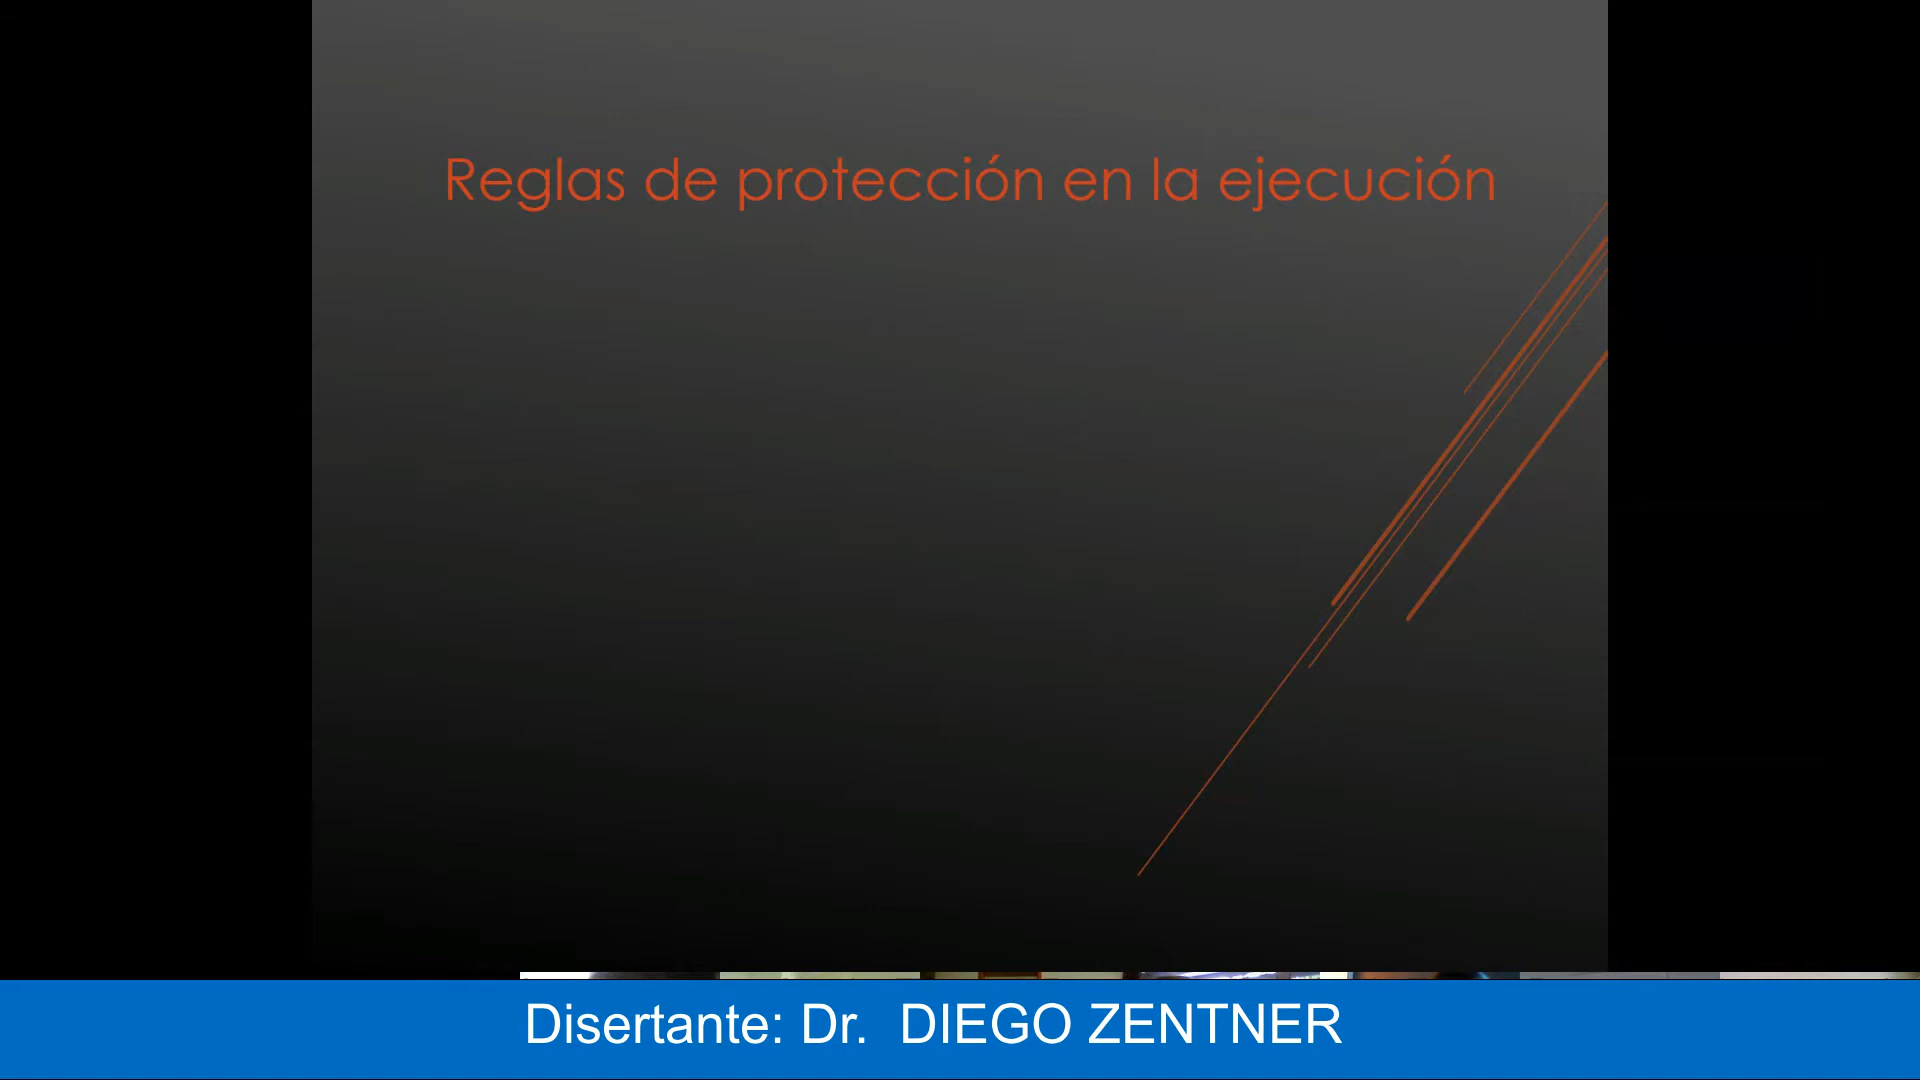 Reglas de protección en la ejecución
Disertante: Dr. DIEGO ZENTNER